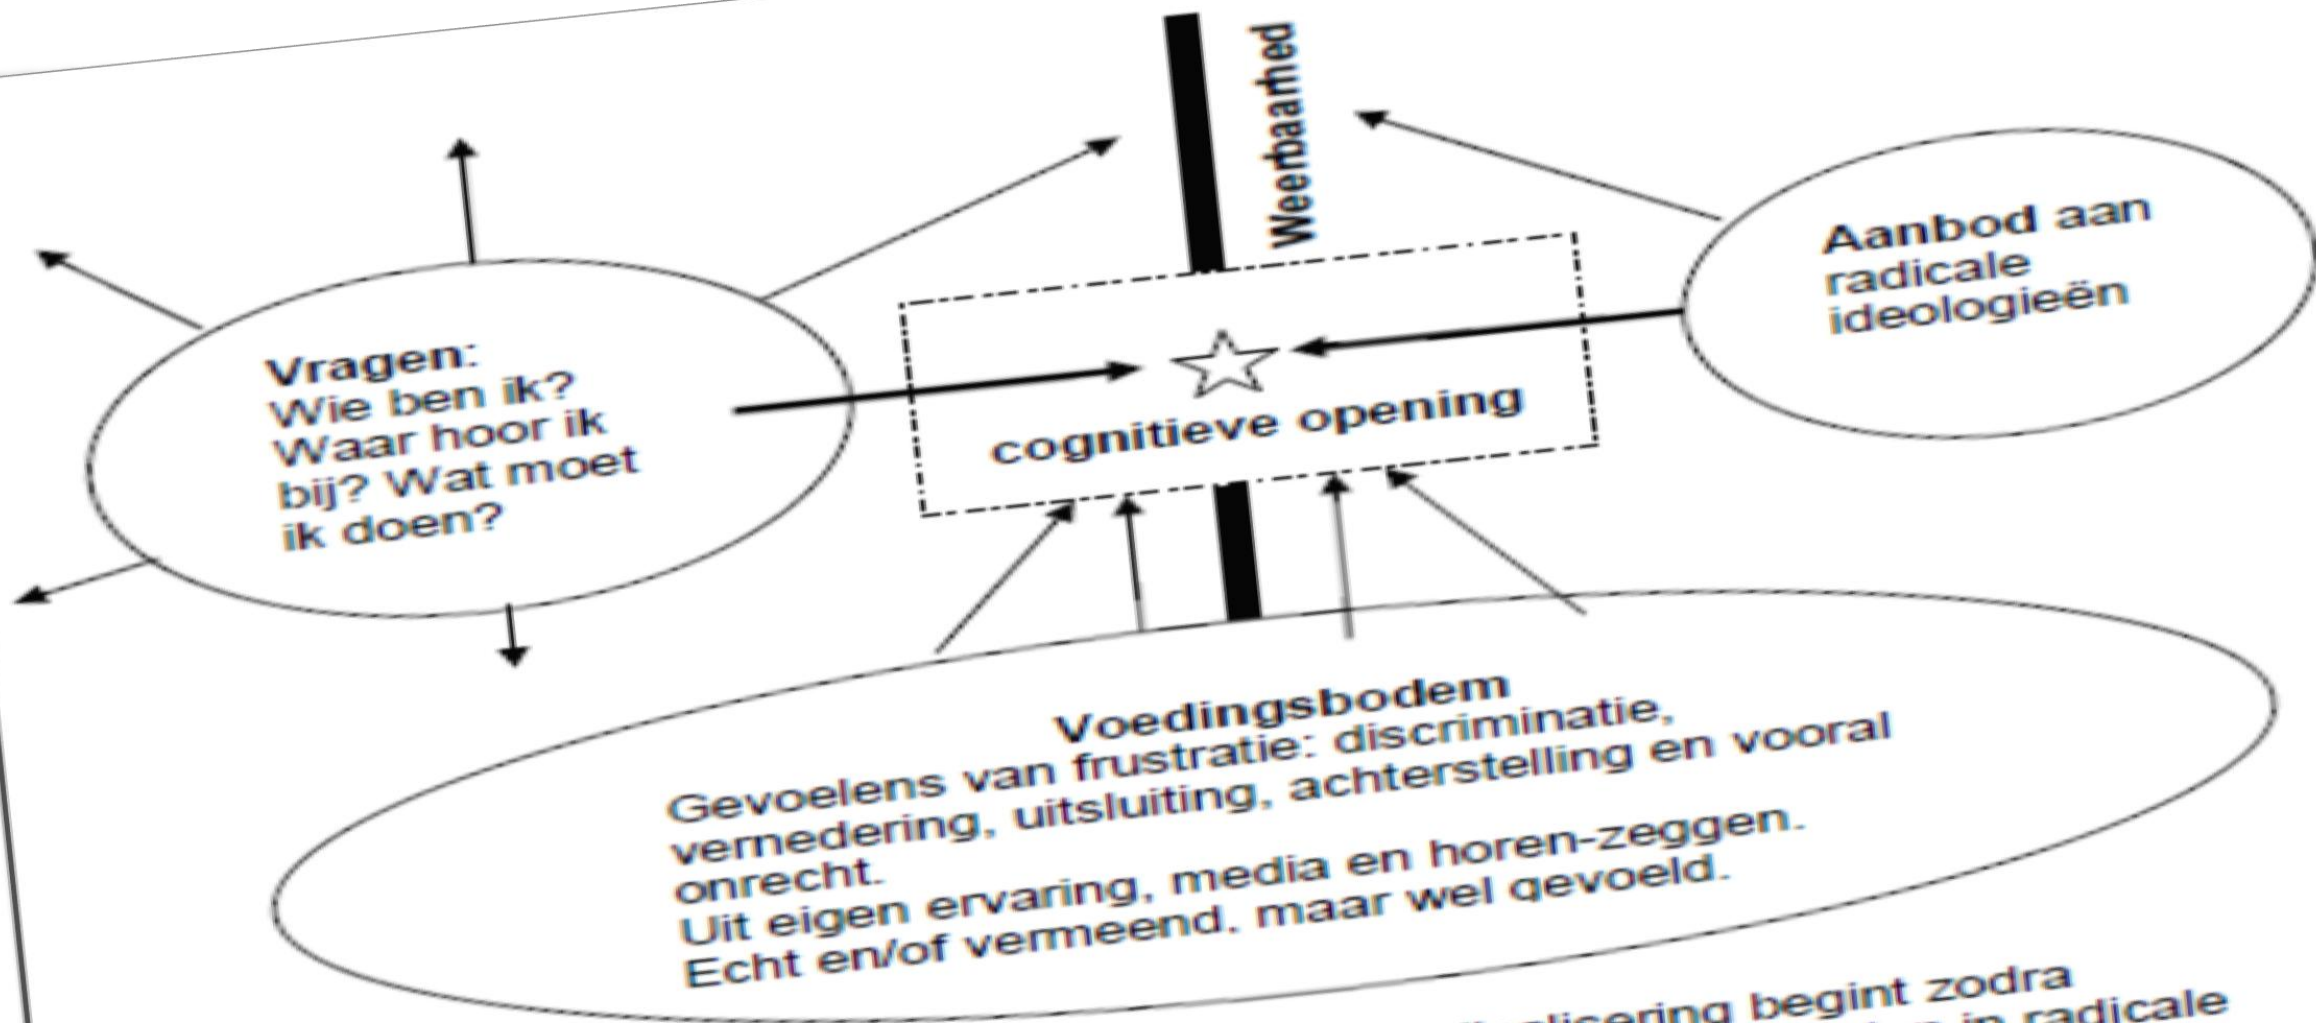 Weerbaarhed
Aanbod aan
radicale
ideologieën
Vragen:
Wie ben ik?
Waar hoor ik
bij? Wat moet
ik doen?
cognitieve opening
Voedingsbodem
Gevoelens van frustratie: discriminatie,
vernedering, uitsluiting, achterstelling en vooral
onrecht.
Uit eigen ervaring, media en horen-zeggen.
Echt en/of vermeend, maar wel gevoeld.
begint zodra
in radicale